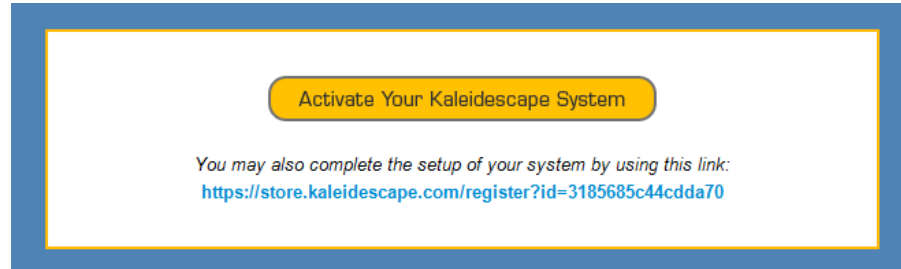 Activate Your Kaleidescape System
You may also complete the setup of your system by using this link:
https://store.kaleidescape.com/register?id=3185685c44cdda70